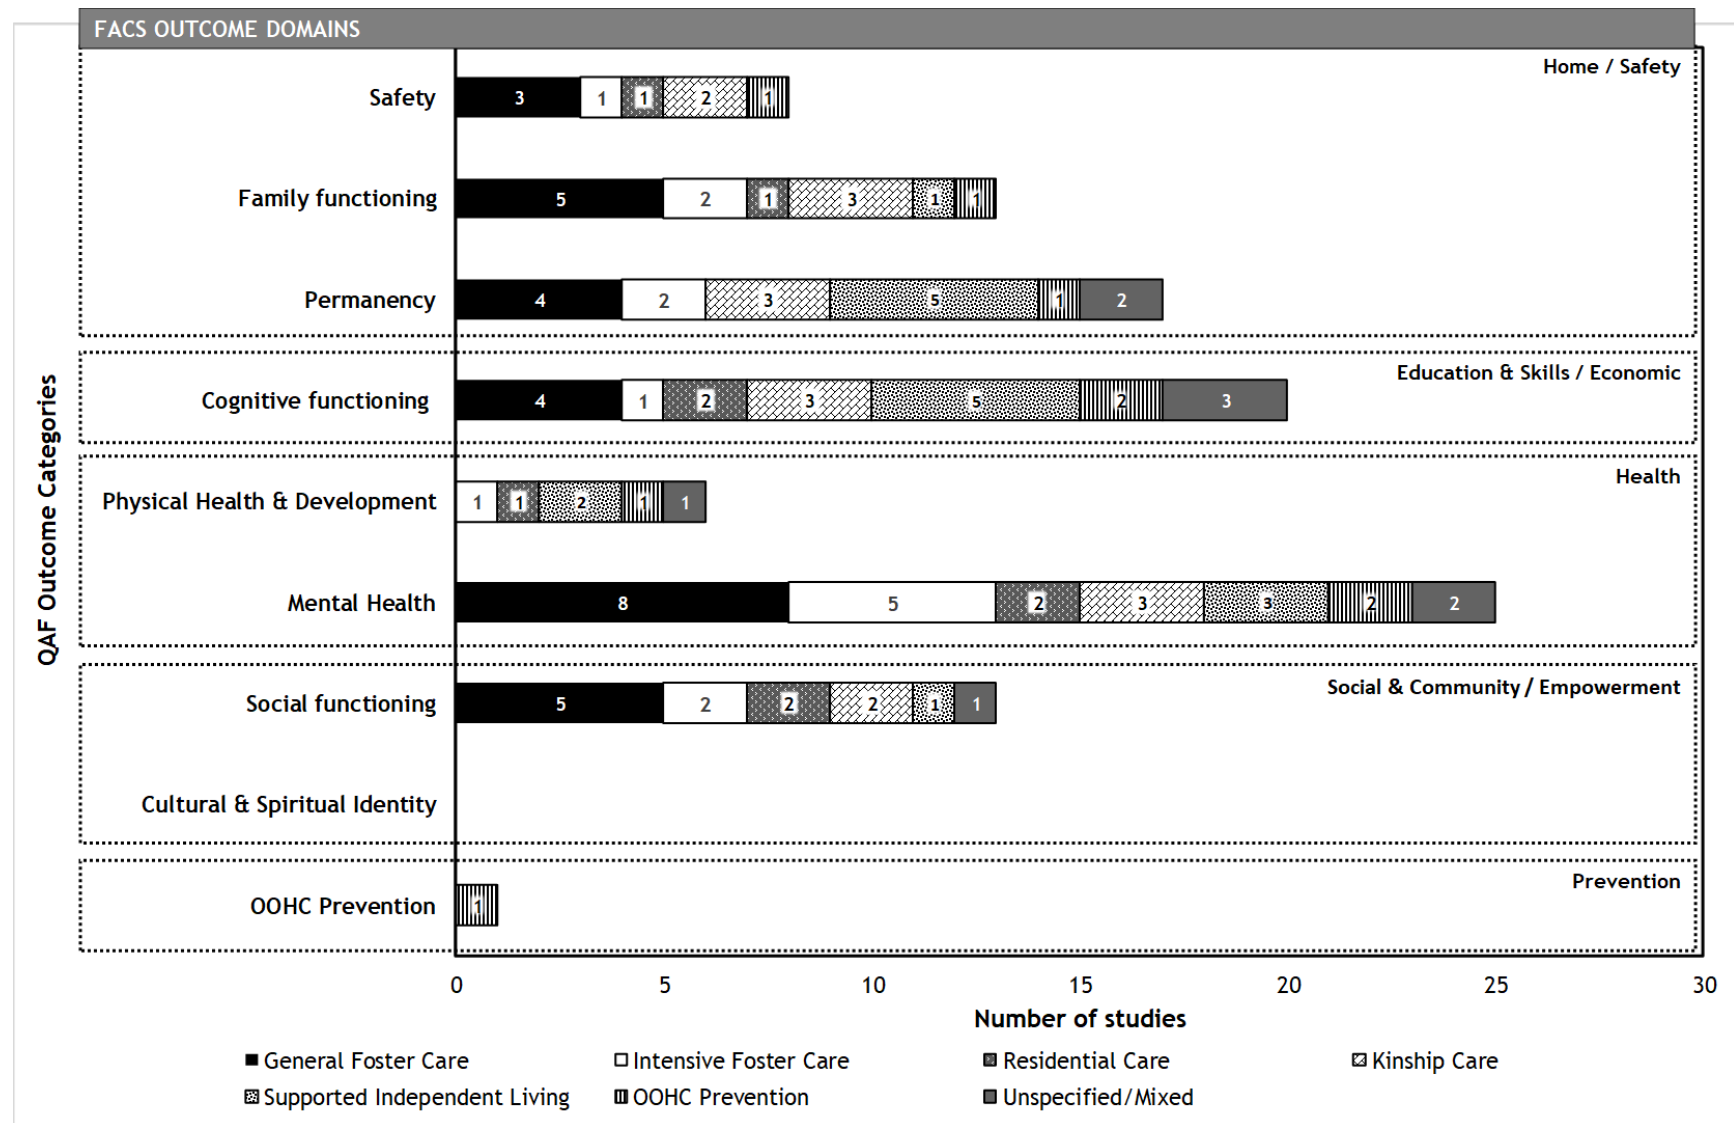 FACS OUTCOME DOMAINS
Home / Safety
Safety
3 1 1 2 1
Family functioning
5 2 1 3 1 1
Permanency
4 2 3 5 1 2
Education & Skills / Economic
Cognitive functioning
4 1 2 3 5 2 3
Health
Physical Health & Development
1 1 2 1 1
Mental Health
8 5 2 3 3 2 2
Social & Community / Empowerment
Social functioning
5 2 2 2 1 1
Cultural & Spiritual Identity
Prevention
OOHC Prevention
1
QAF Outcome Categories
0 5 10 15 20 25 30
Number of studies
General Foster Care Intensive Foster Care Residential Care Kinship Care
Supported Independent Living OOHC Prevention Unspecified/Mixed